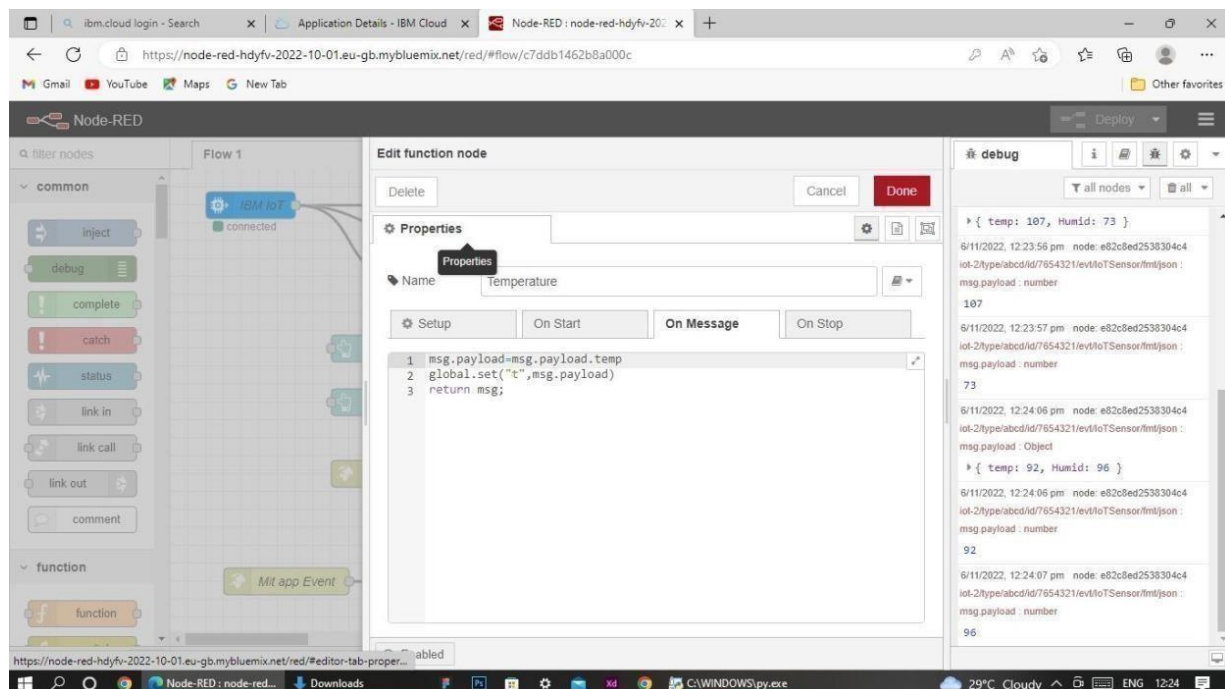 ibm.cloud login - Search
Application Details - IBM Cloud
Node-RED : node-red-hdyfv-202
https://node-red-hdyfv-2022-10-01.eu-gb.mybluemix.net/red/#flow/c7ddb1462b8a000c
Gmail YouTube Maps New Tab Other favorites
Node-RED Deploy
filter nodes
Flow 1
Edit function node
debug
common
Delete Cancel Done
all nodes all
IBM IoT
connected
inject
debug
complete
catch
status
link in
link call
link out
comment
function
Mit app Event
function
Properties
Properties
Name Temperature
Setup On Start On Message On Stop
1 msg.payload=msg.payload.temp
2 global.set("t",msg.payload)
3 return msg;
Enabled
{ temp: 107, Humid: 73 }
6/11/2022, 12:23:56 pm node: e82c8ed2538304c4
iot-2/type/abcd/id/7654321/evt/IoTSensor/fmt/json :
msg.payload : number
107
6/11/2022, 12:23:57 pm node: e82c8ed2538304c4
iot-2/type/abcd/id/7654321/evt/IoTSensor/fmt/json :
msg.payload : number
73
6/11/2022, 12:24:06 pm node: e82c8ed2538304c4
iot-2/type/abcd/id/7654321/evt/IoTSensor/fmt/json :
msg.payload : Object
{ temp: 92, Humid: 96 }
6/11/2022, 12:24:06 pm node: e82c8ed2538304c4
iot-2/type/abcd/id/7654321/evt/IoTSensor/fmt/json :
msg.payload : number
92
6/11/2022, 12:24:07 pm node: e82c8ed2538304c4
iot-2/type/abcd/id/7654321/evt/IoTSensor/fmt/json :
msg.payload : number
96
https://node-red-hdyfv-2022-10-01.eu-gb.mybluemix.net/red/#editor-tab-proper...
Node-RED : node-red... Downloads C:\WINDOWS\py.exe 29°C Cloudy ENG 12:24